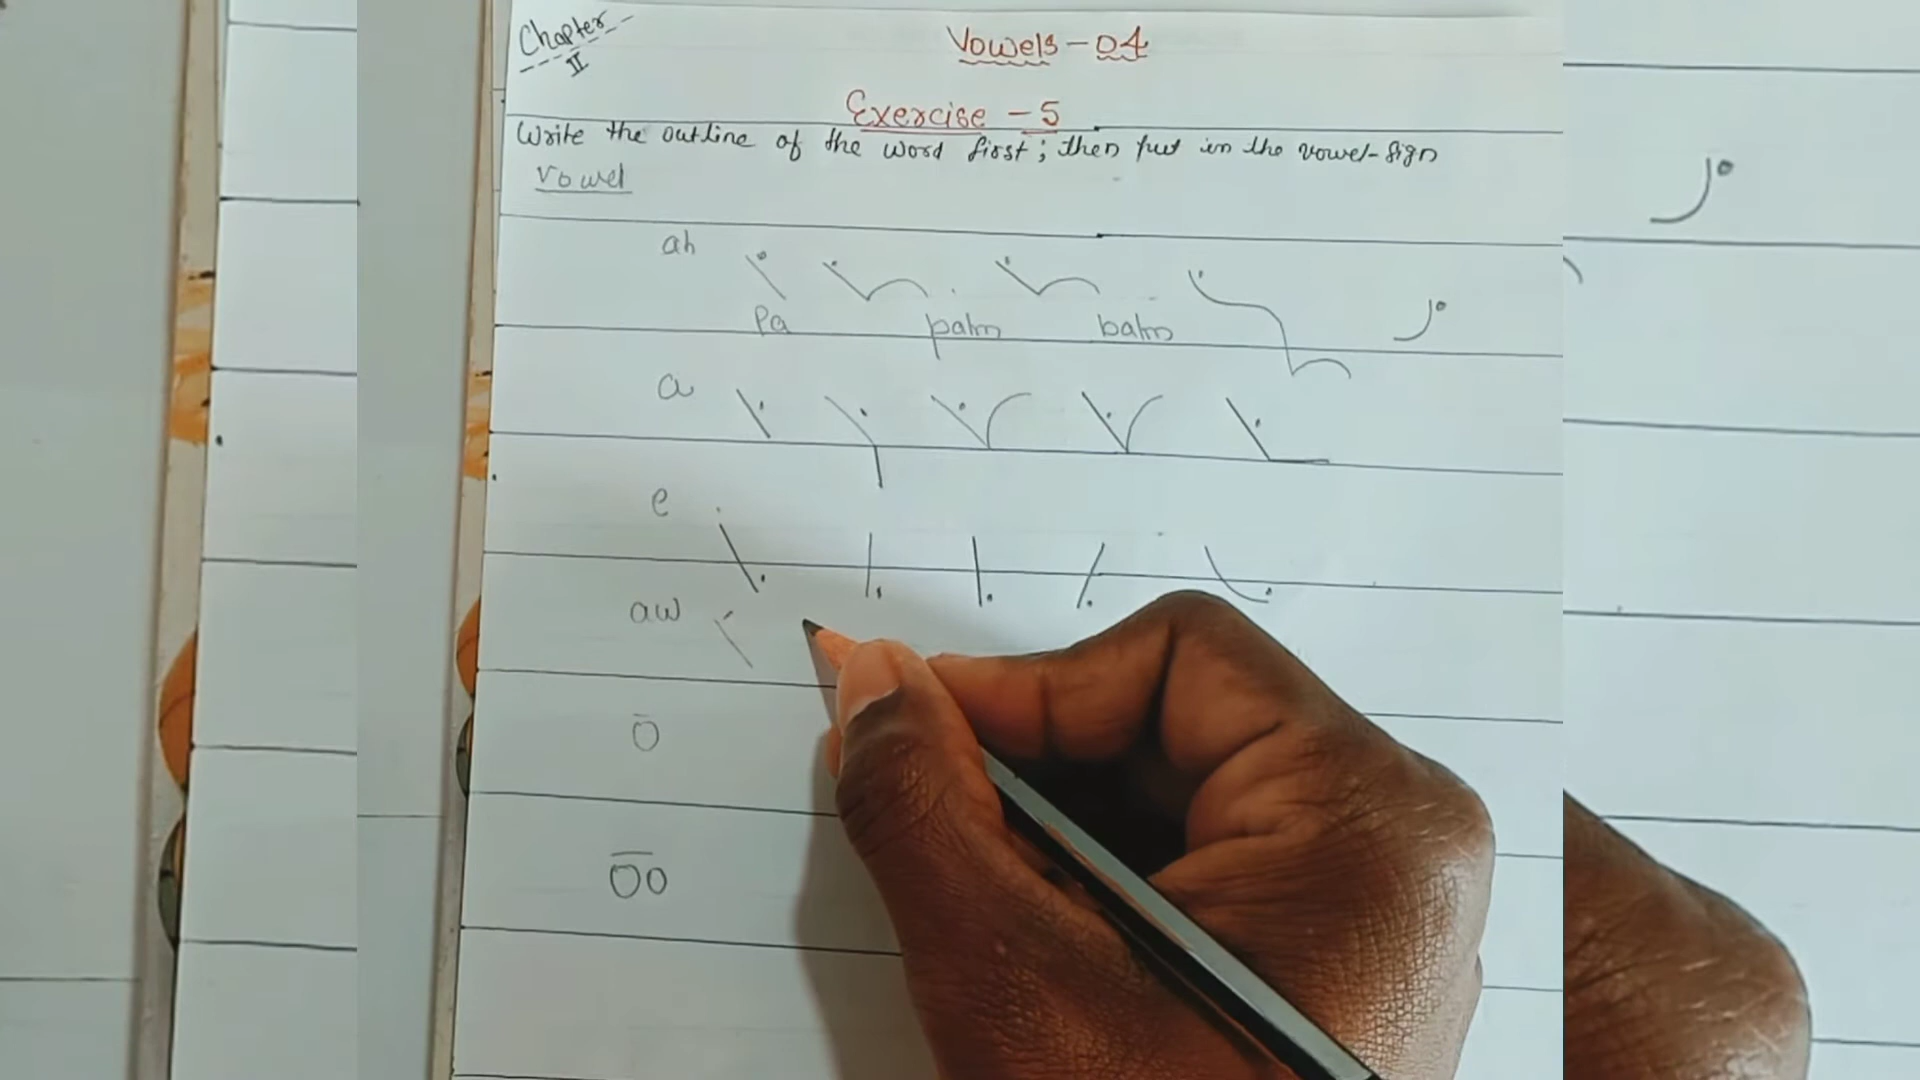 Chapter
II
Vowels - 04
Exercise - 5
Write the outline of the word first; then put in the vowel-sign
Vowel
ah
Pa palm balm
a
e
aw
ō
o̅o